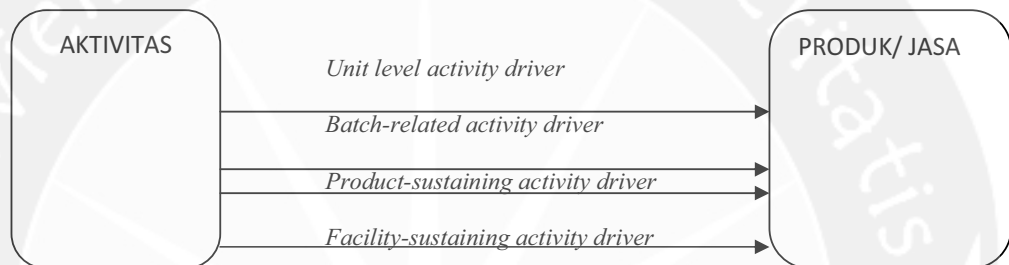 AKTIVITAS
PRODUK/ JASA
Unit level activity driver
Batch-related activity driver
Product-sustaining activity driver
Facility-sustaining activity driver